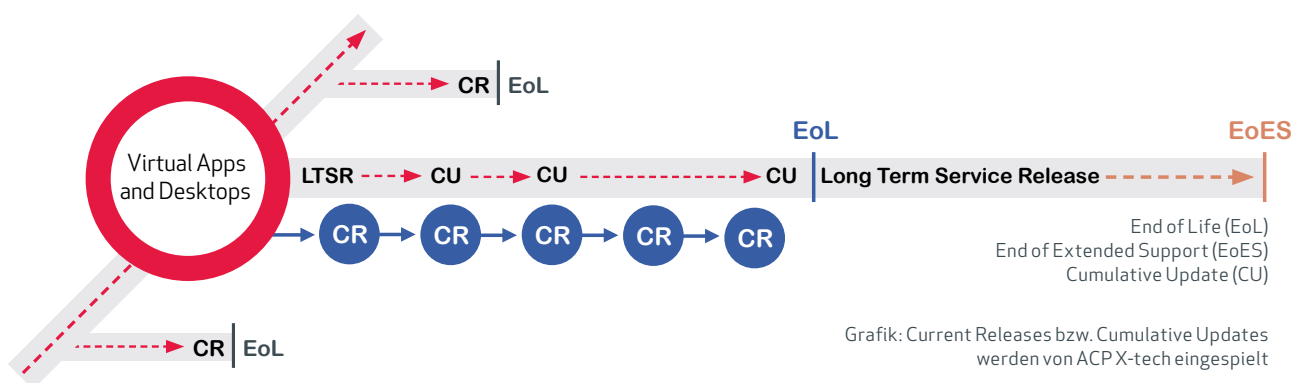 CR EoL
Virtual Apps
and Desktops
EoL
EoES
LTSR CU CU CU Long Term Service Release
CR CR CR CR CR
End of Life (EoL)
End of Extended Support (EoES)
Cumulative Update (CU)
CR EoL
Grafik: Current Releases bzw. Cumulative Updates
werden von ACP X-tech eingespielt